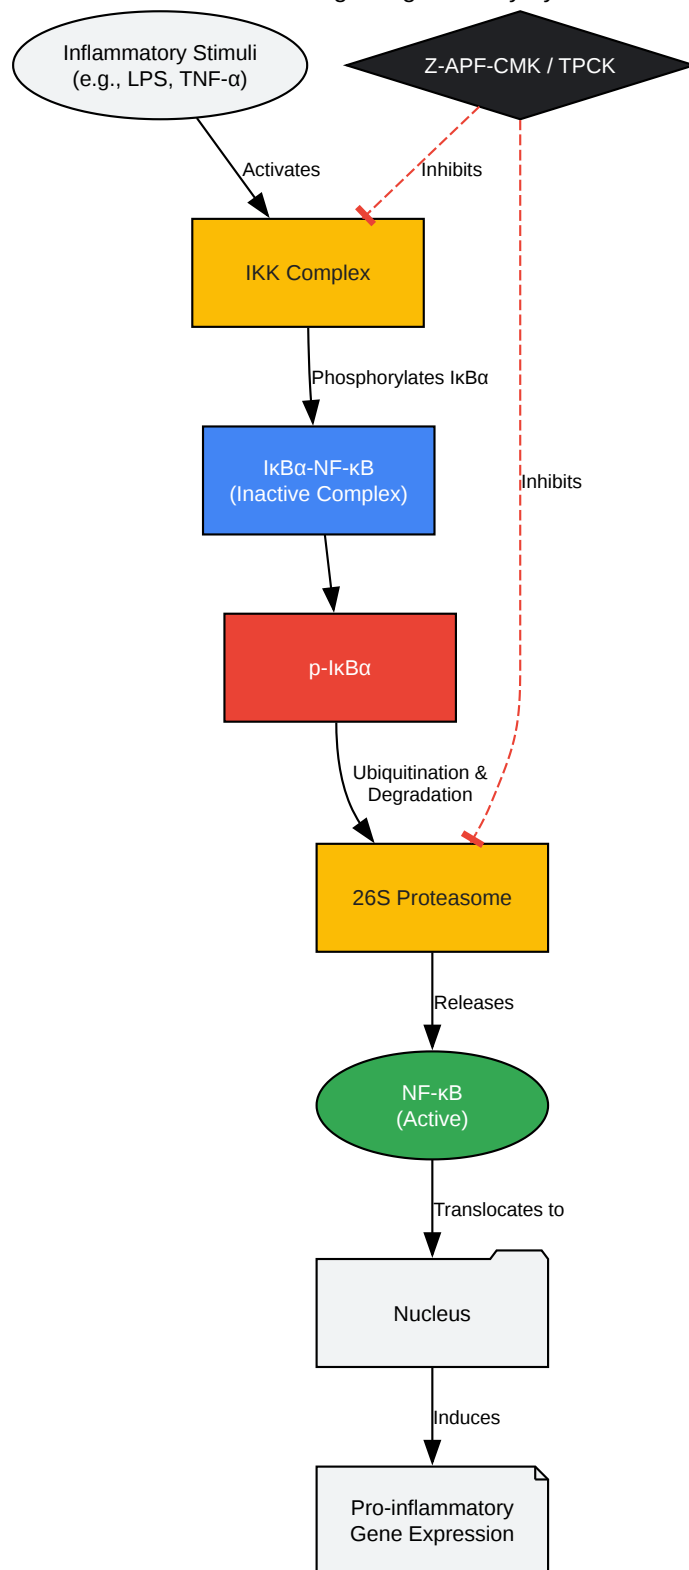 Inflammatory Stimuli
(e.g., LPS, TNF-α)
Z-APF-CMK / TPCK
Activates
Inhibits
IKK Complex
Phosphorylates IκBα
IκBα-NF-κB
(Inactive Complex)
Inhibits
p-IκBα
Ubiquitination &
Degradation
26S Proteasome
Releases
NF-κB
(Active)
Translocates to
Nucleus
Induces
Pro-inflammatory
Gene Expression